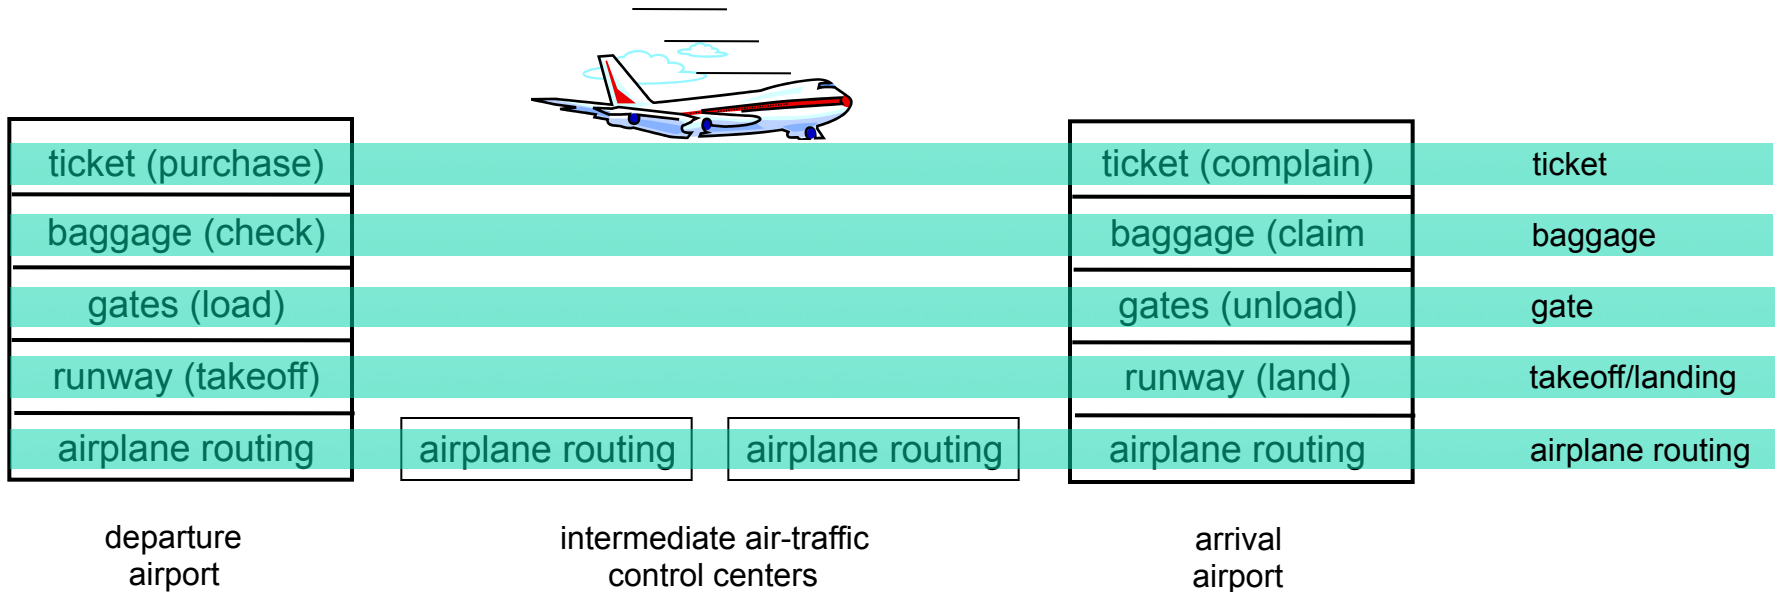 ticket (purchase) ticket (complain) ticket
baggage (check) baggage (claim baggage
gates (load) gates (unload) gate
runway (takeoff) runway (land) takeoff/landing
airplane routing airplane routing airplane routing airplane routing airplane routing
departure
airport
intermediate air-traffic
control centers
arrival
airport